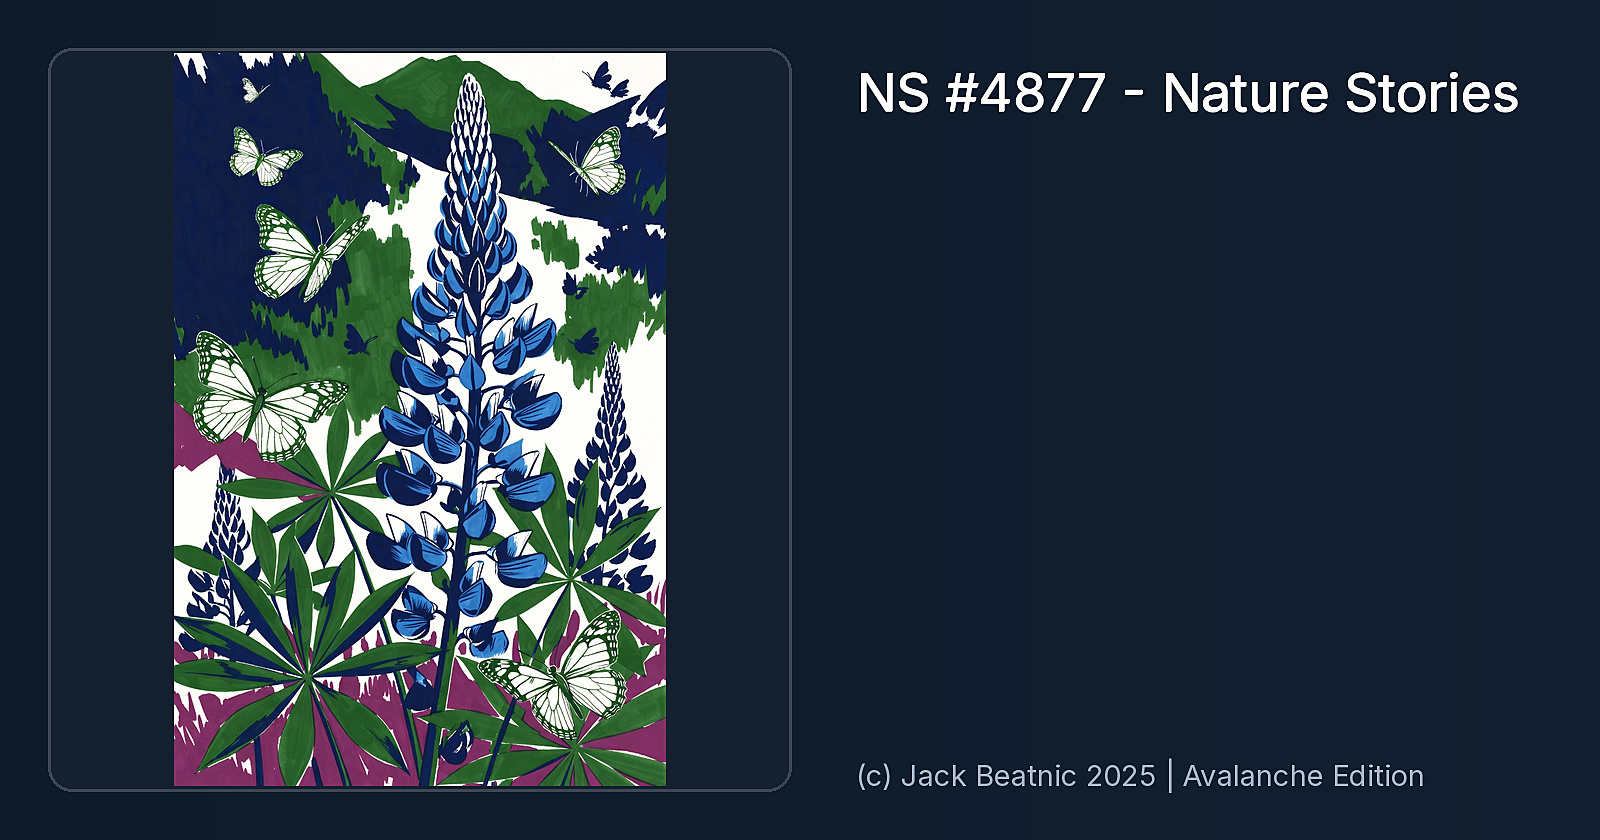 NS #4877 - Nature Stories
(c) Jack Beatnic 2025 | Avalanche Edition